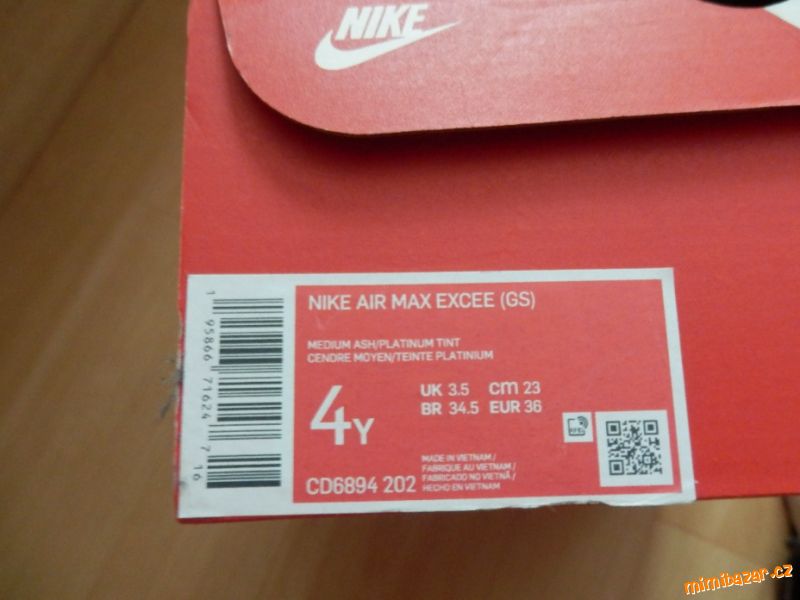 NIKE
NIKE AIR MAX EXCEE (GS)
MEDIUM ASH/PLATINUM TINT
CENDRE MOYEN/TEINTE PLATINIUM
4Y
UK 3.5 cm 23
BR 34.5 EUR 36
CD6894 202
MADE IN VIETNAM /
FABRIQUE AU VIETNAM /
FABRICADO NO VIETNÃ /
HECHO EN VIETNAM
1 95866 71624 7 16
mimibazar.cz